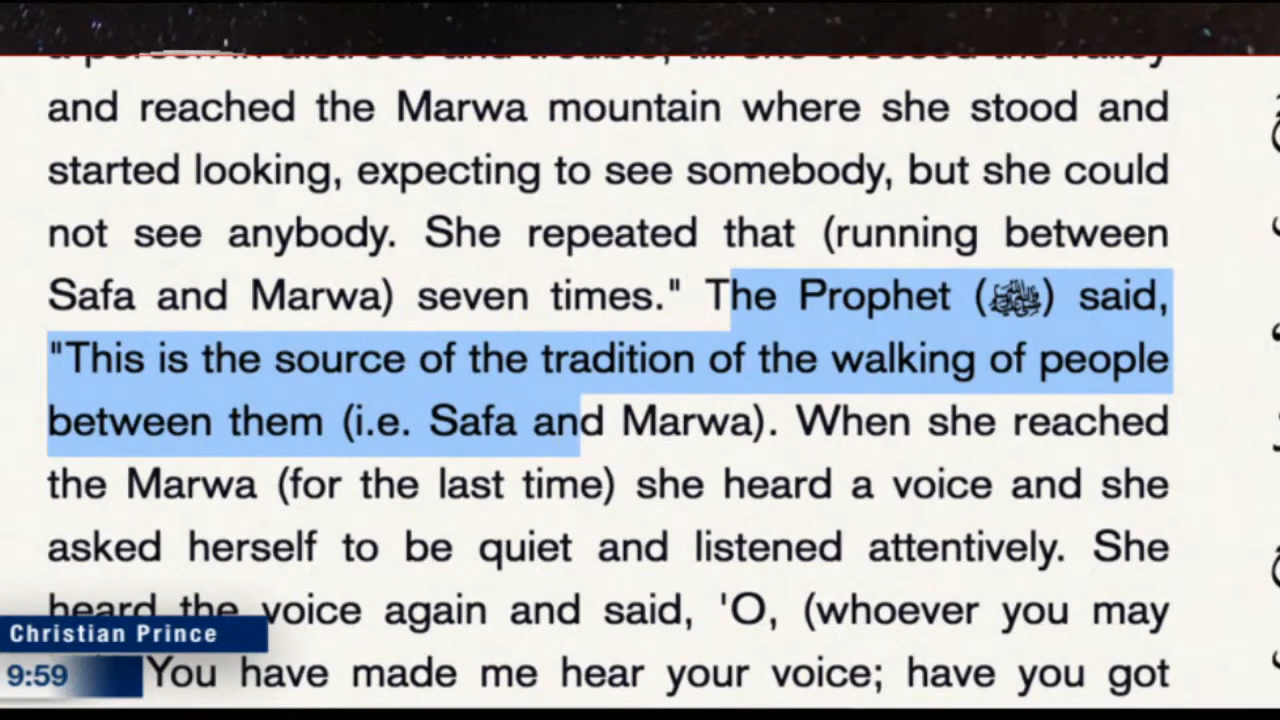 and reached the Marwa mountain where she stood and
started looking, expecting to see somebody, but she could
not see anybody. She repeated that (running between
Safa and Marwa) seven times." The Prophet (ﷺ) said,
"This is the source of the tradition of the walking of people
between them (i.e. Safa and Marwa). When she reached
the Marwa (for the last time) she heard a voice and she
asked herself to be quiet and listened attentively. She
heard the voice again and said, 'O, (whoever you may
You have made me hear your voice; have you got
Christian Prince
9:59